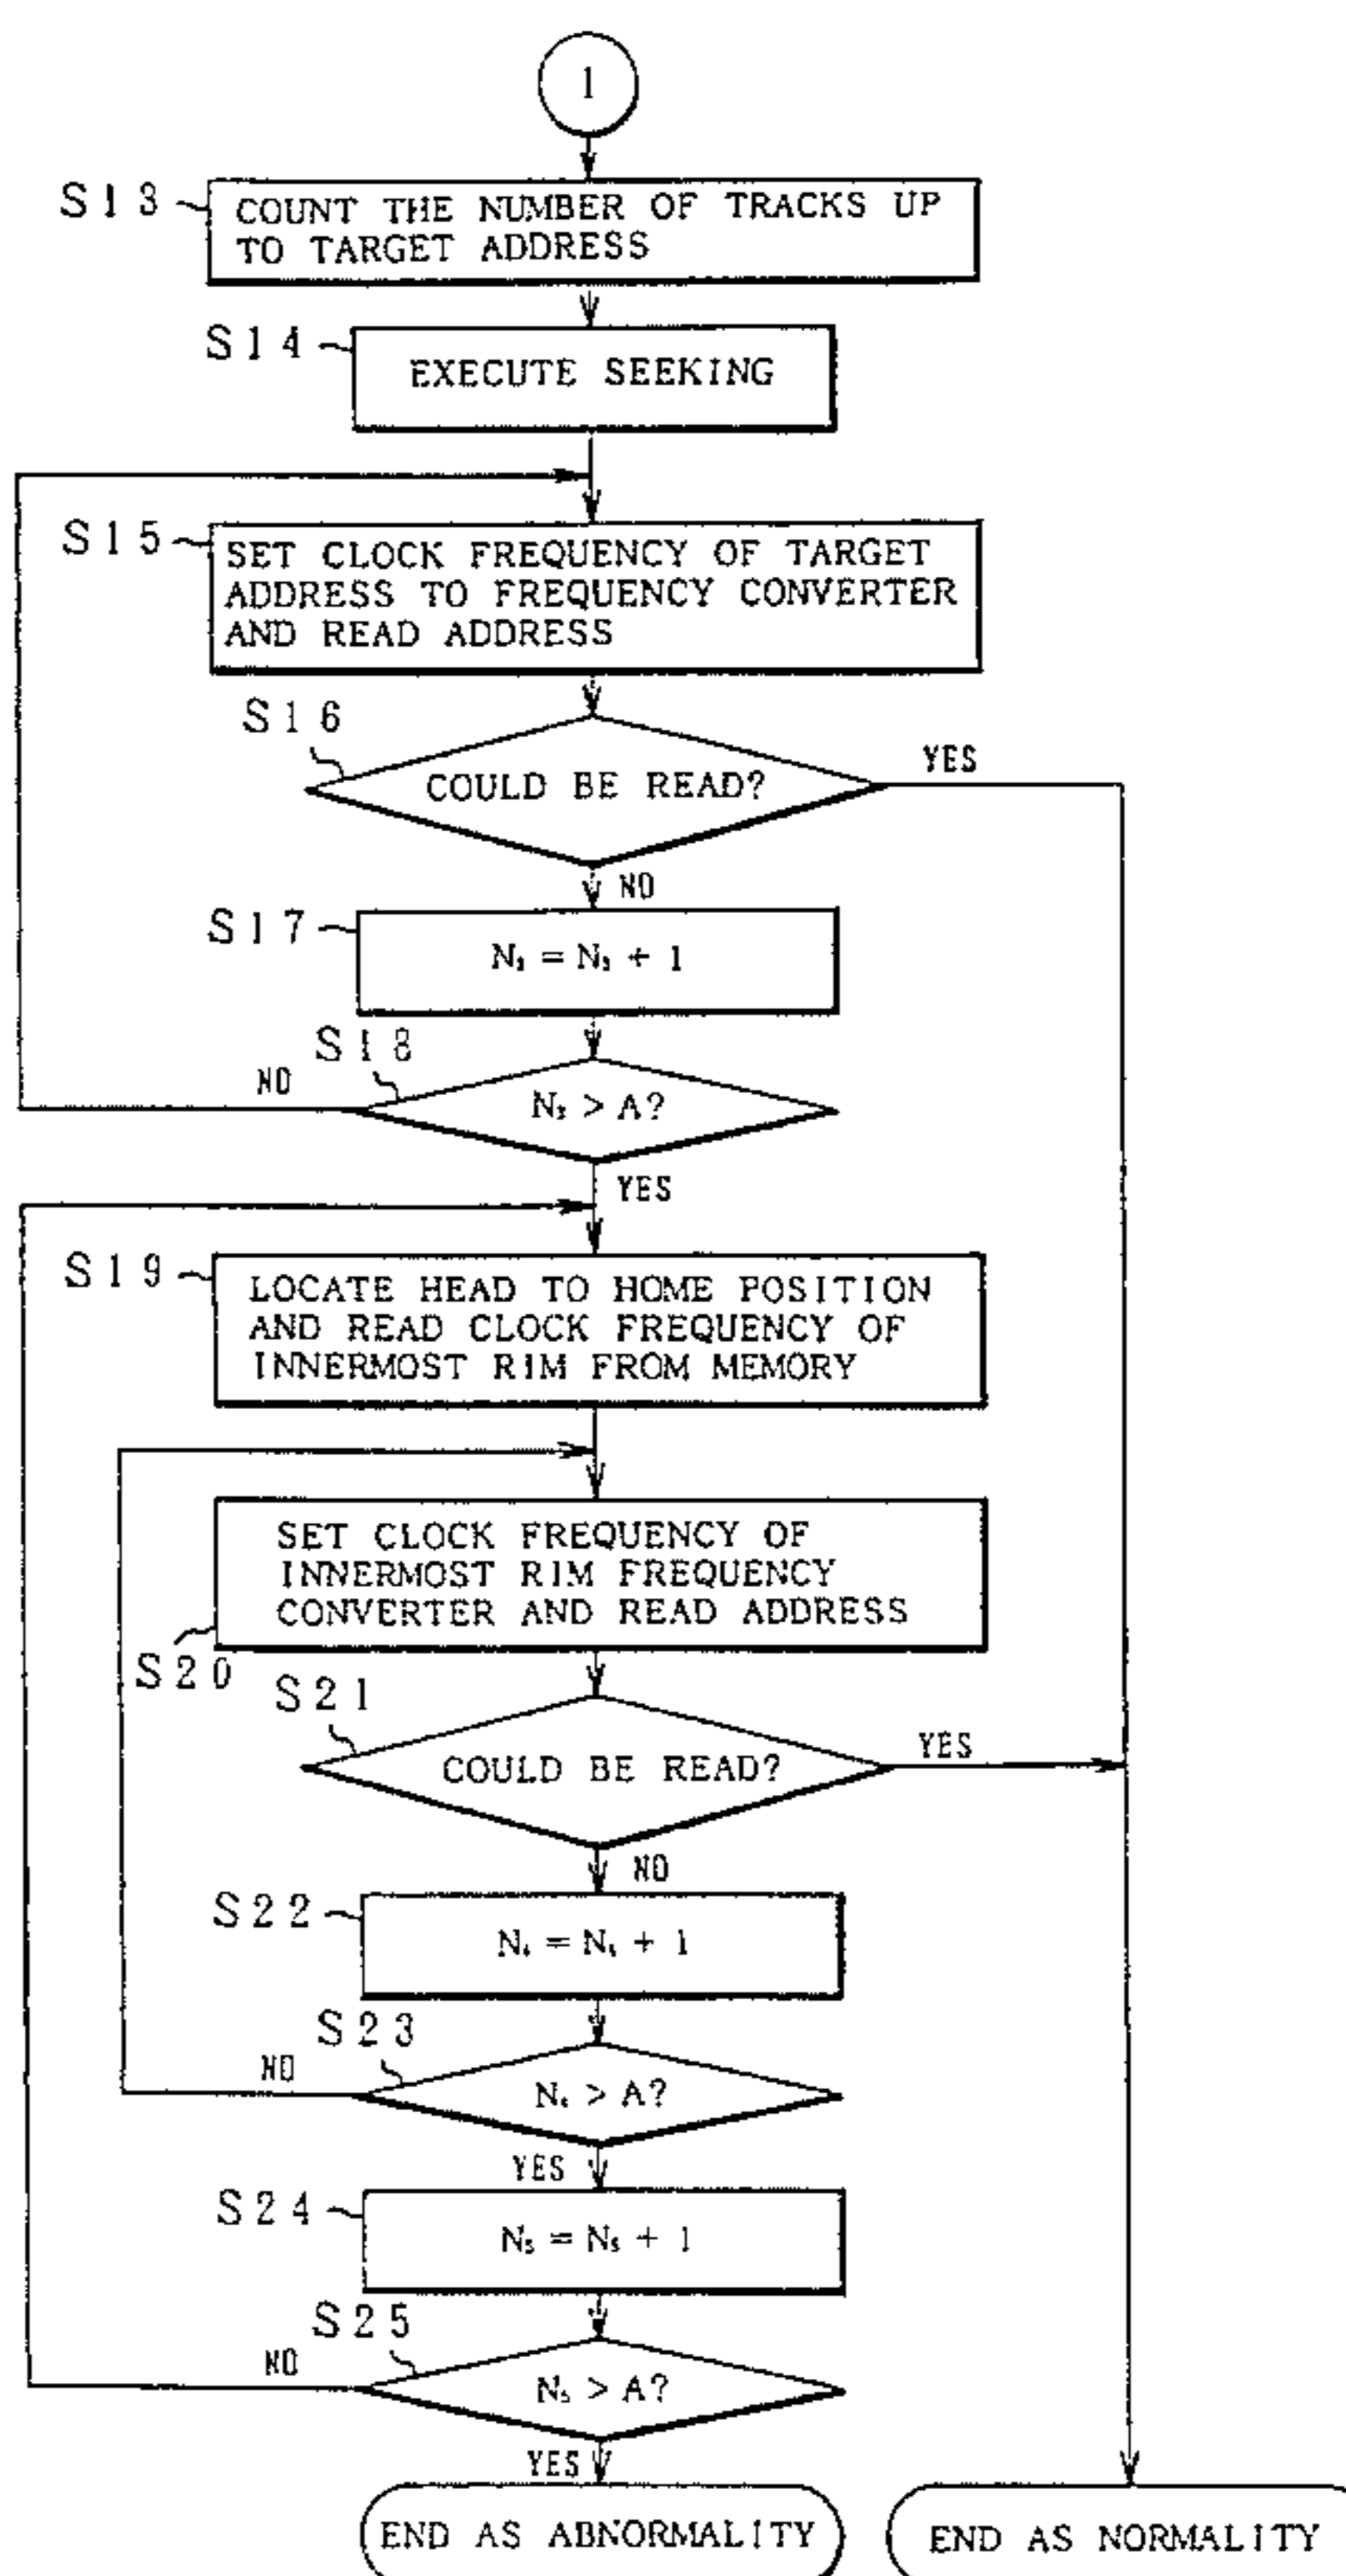 1
S13
COUNT THE NUMBER OF TRACKS UP
TO TARGET ADDRESS
S14
EXECUTE SEEKING
S15
SET CLOCK FREQUENCY OF TARGET
ADDRESS TO FREQUENCY CONVERTER
AND READ ADDRESS
S16
COULD BE READ?
YES
NO
S17
N₃ = N₃ + 1
S18
NO
N₃ > A?
YES
S19
LOCATE HEAD TO HOME POSITION
AND READ CLOCK FREQUENCY OF
INNERMOST RIM FROM MEMORY
SET CLOCK FREQUENCY OF
INNERMOST RIM FREQUENCY
CONVERTER AND READ ADDRESS
S20
S21
COULD BE READ?
YES
NO
S22
N₄ = N₄ + 1
S23
NO
N₄ > A?
YES
S24
N₅ = N₅ + 1
S25
NO
N₅ > A?
YES
END AS ABNORMALITY
END AS NORMALITY